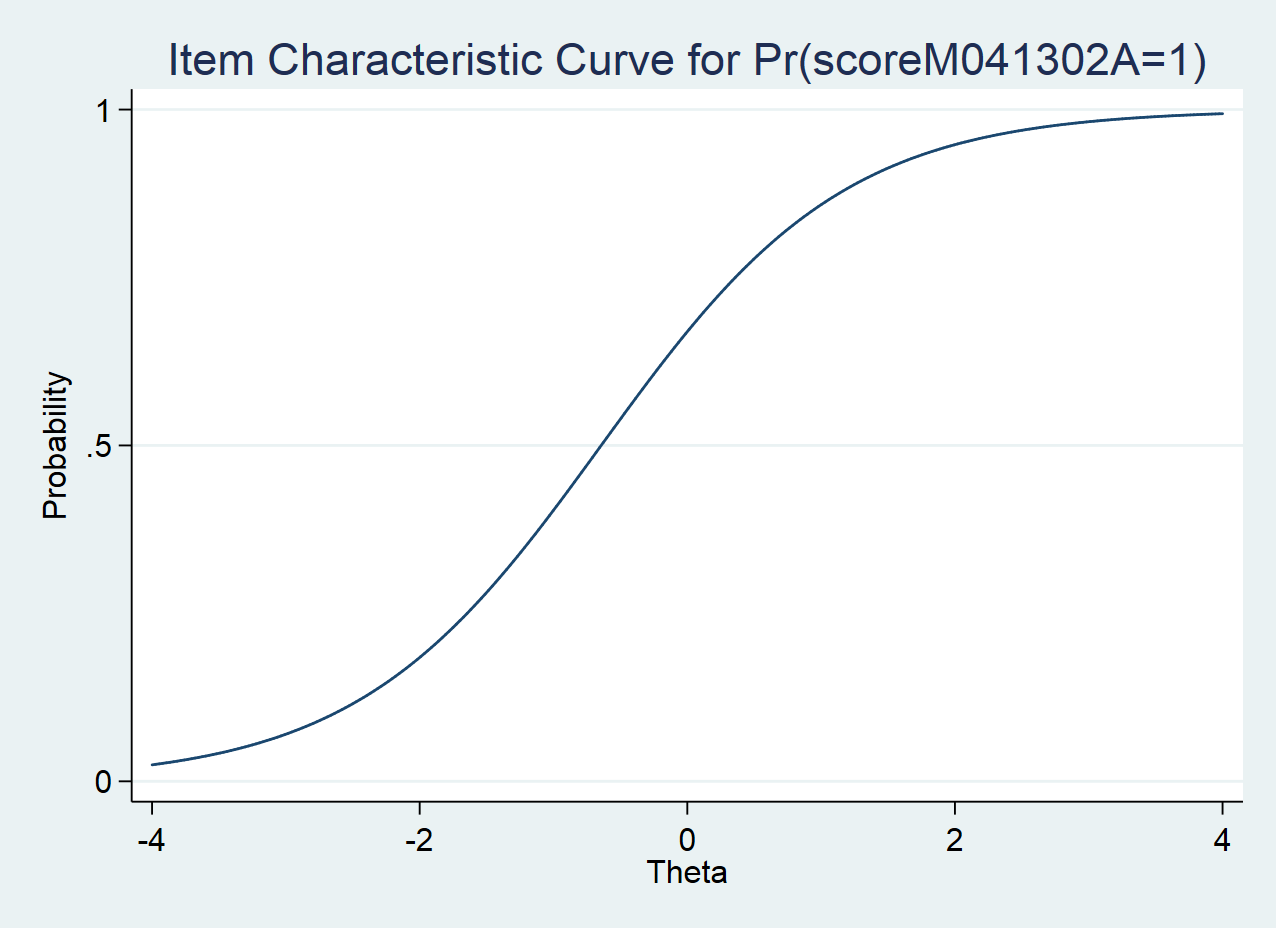 Item Characteristic Curve for Pr(scoreM041302A=1)
1
.5
0
Probability
-4 -2 0 2 4
Theta